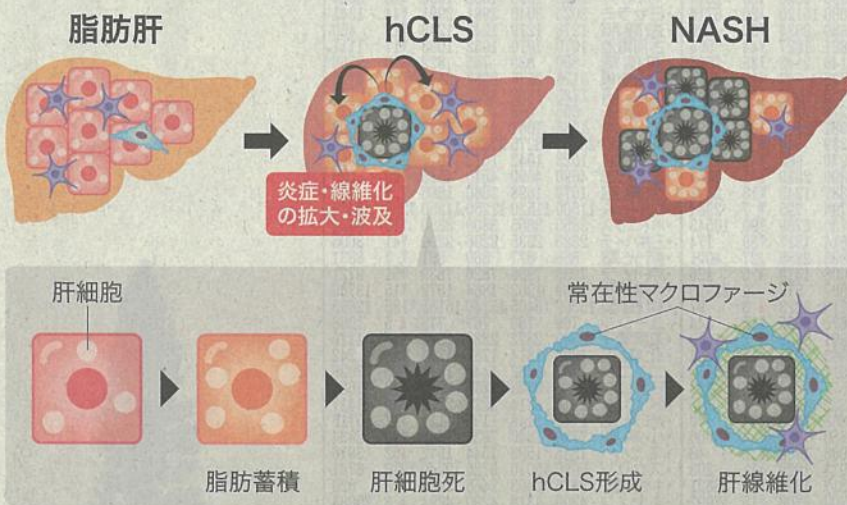 脂肪肝
hCLS
NASH
炎症・線維化
の拡大・波及
肝細胞
常在性マクロファージ
脂肪蓄積
肝細胞死
hCLS形成
肝線維化